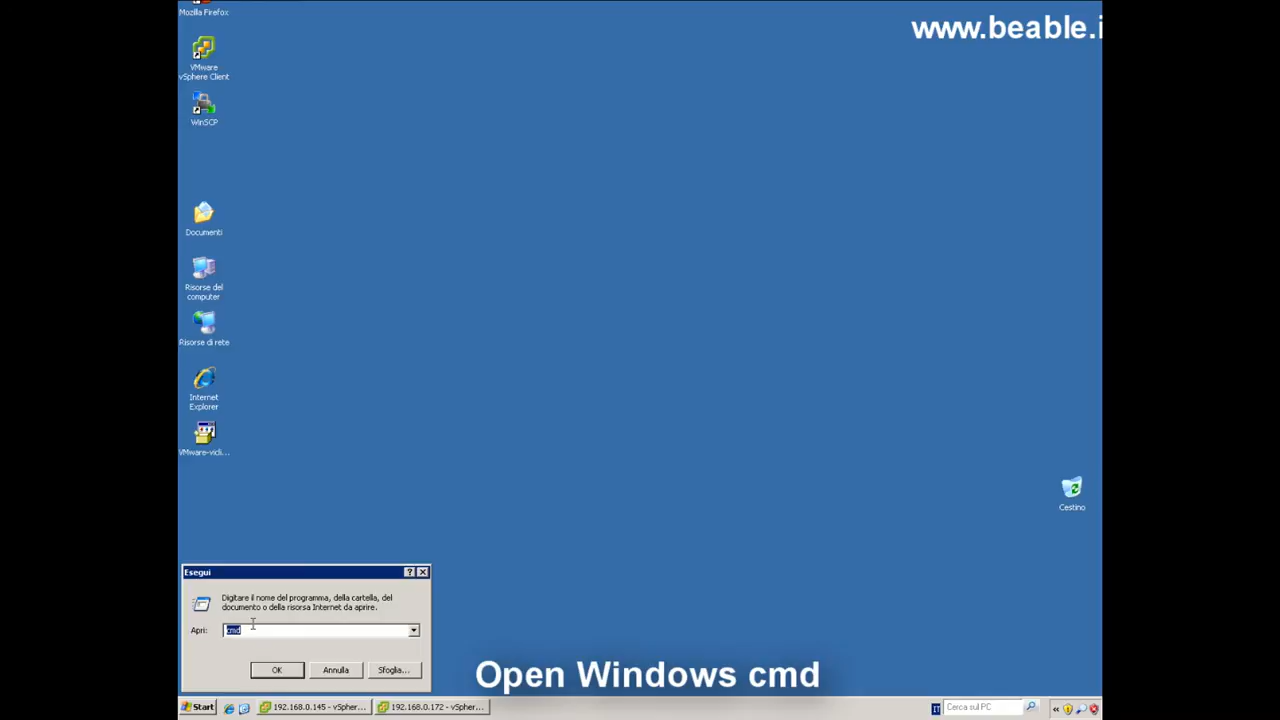 Mozilla Firefox
www.beable.i
VMware
vSphere Client
WinSCP
Documenti
Risorse del
computer
Risorse di rete
Internet
Explorer
VMware-vicli...
Cestino
Esegui
Digitare il nome del programma, della cartella, del
documento o della risorsa Internet da aprire.
Apri: cmd
OK Annulla Sfoglia...
Open Windows cmd
Start 192.168.0.145 - vSpher... 192.168.0.172 - vSpher... IT Cerca sul PC